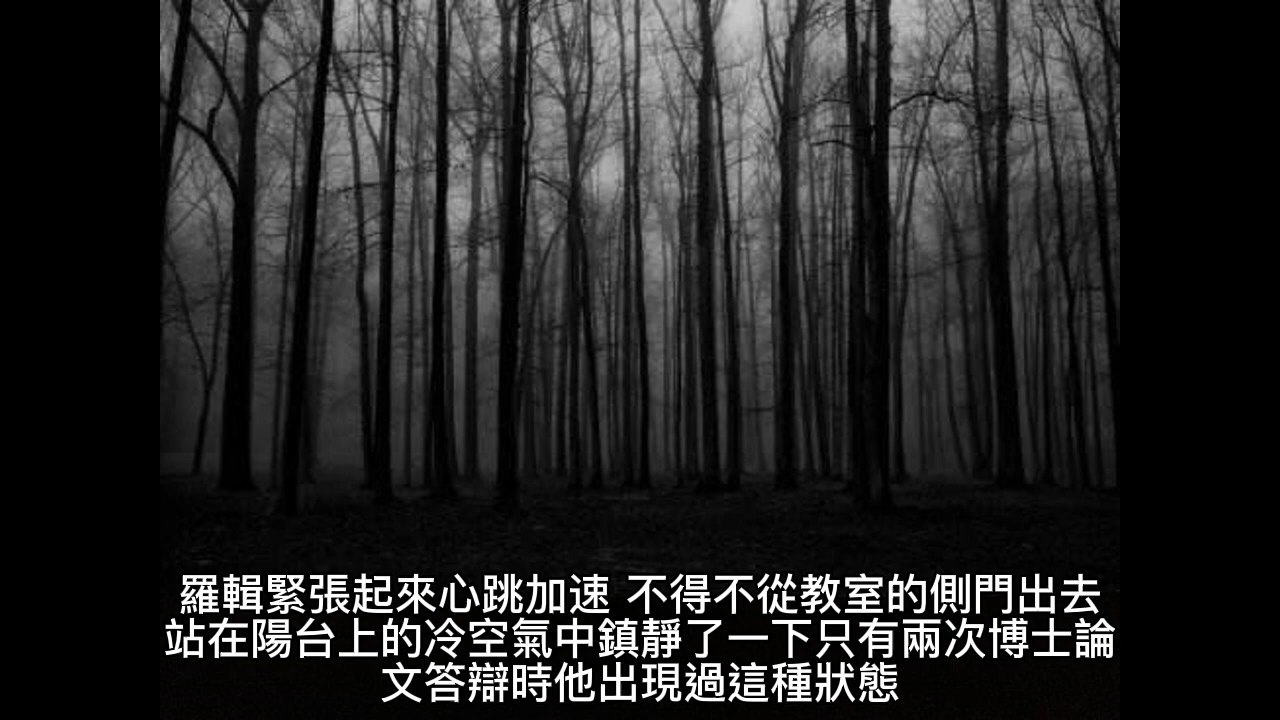 羅輯緊張起來心跳加速 不得不從教室的側門出去
站在陽台上的冷空氣中鎮靜了一下只有兩次博士論
文答辯時他出現過這種狀態